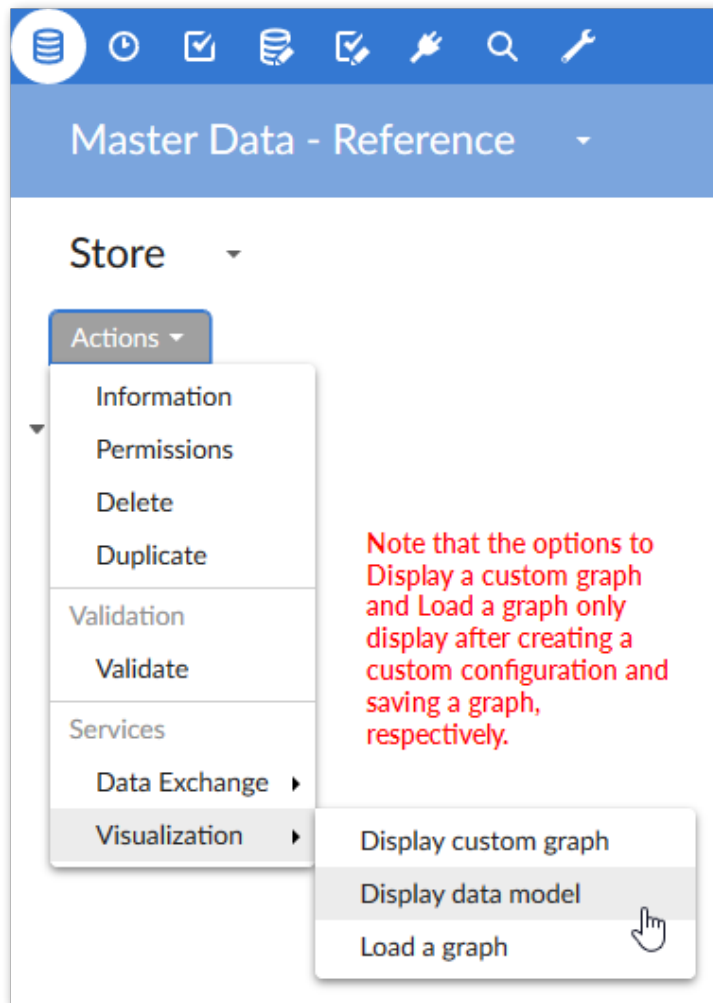 Master Data - Reference
Store
Actions
Information
Permissions
Delete
Duplicate
Note that the options to
Display a custom graph
and Load a graph only
display after creating a
custom configuration and
saving a graph,
respectively.
Validation
Validate
Services
Data Exchange
Visualization
Display custom graph
Display data model
Load a graph